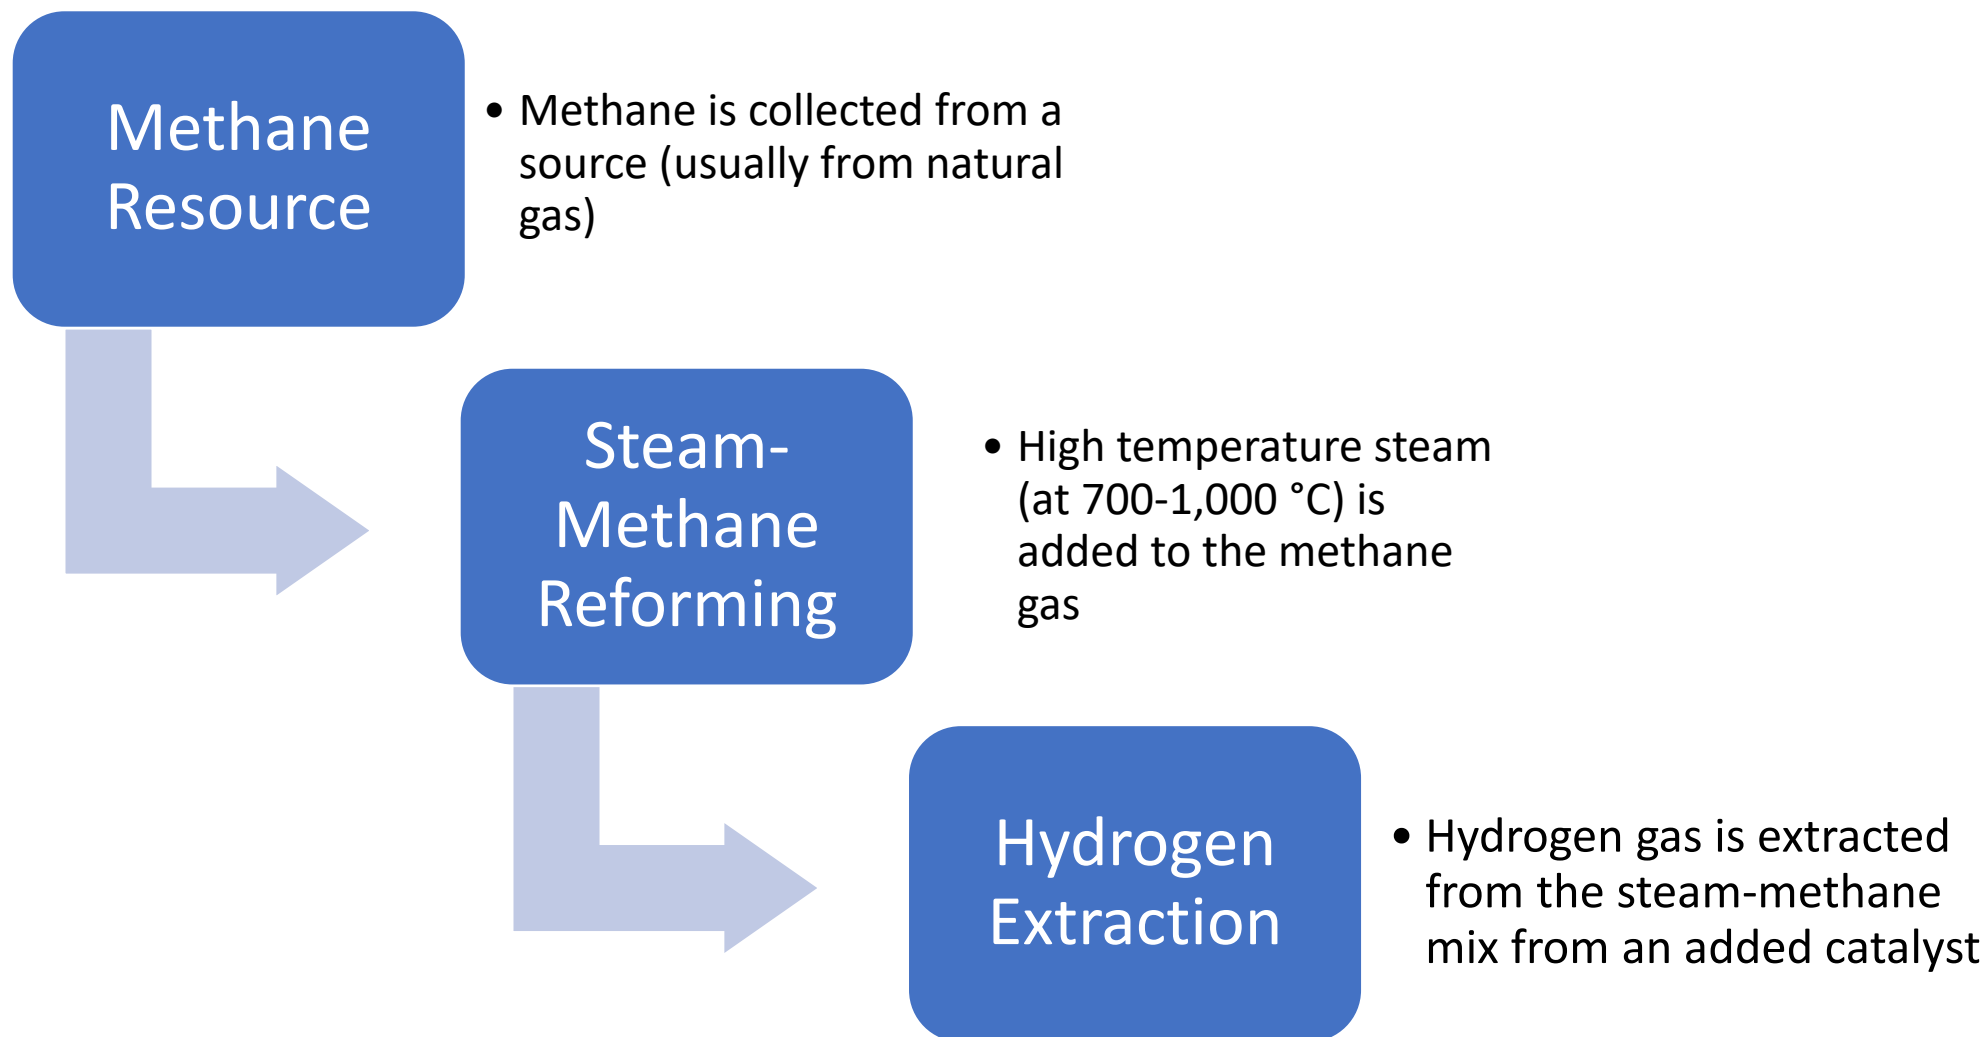 Methane
Resource
• Methane is collected from a
source (usually from natural
gas)
Steam-
Methane
Reforming
• High temperature steam
(at 700-1,000 °C) is
added to the methane
gas
Hydrogen
Extraction
• Hydrogen gas is extracted
from the steam-methane
mix from an added catalyst